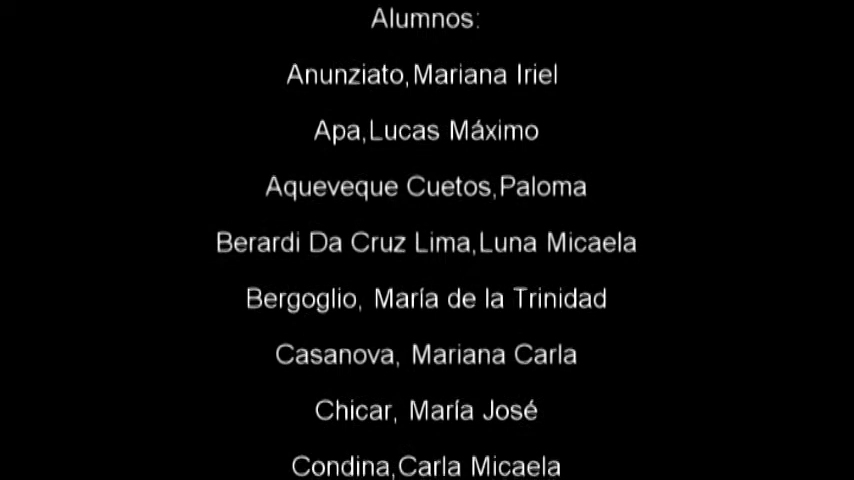 Alumnos:
Anunziato,Mariana Iriel
Apa,Lucas Máximo
Aqueveque Cuetos,Paloma
Berardi Da Cruz Lima,Luna Micaela
Bergoglio, María de la Trinidad
Casanova, Mariana Carla
Chicar, María José
Condina,Carla Micaela